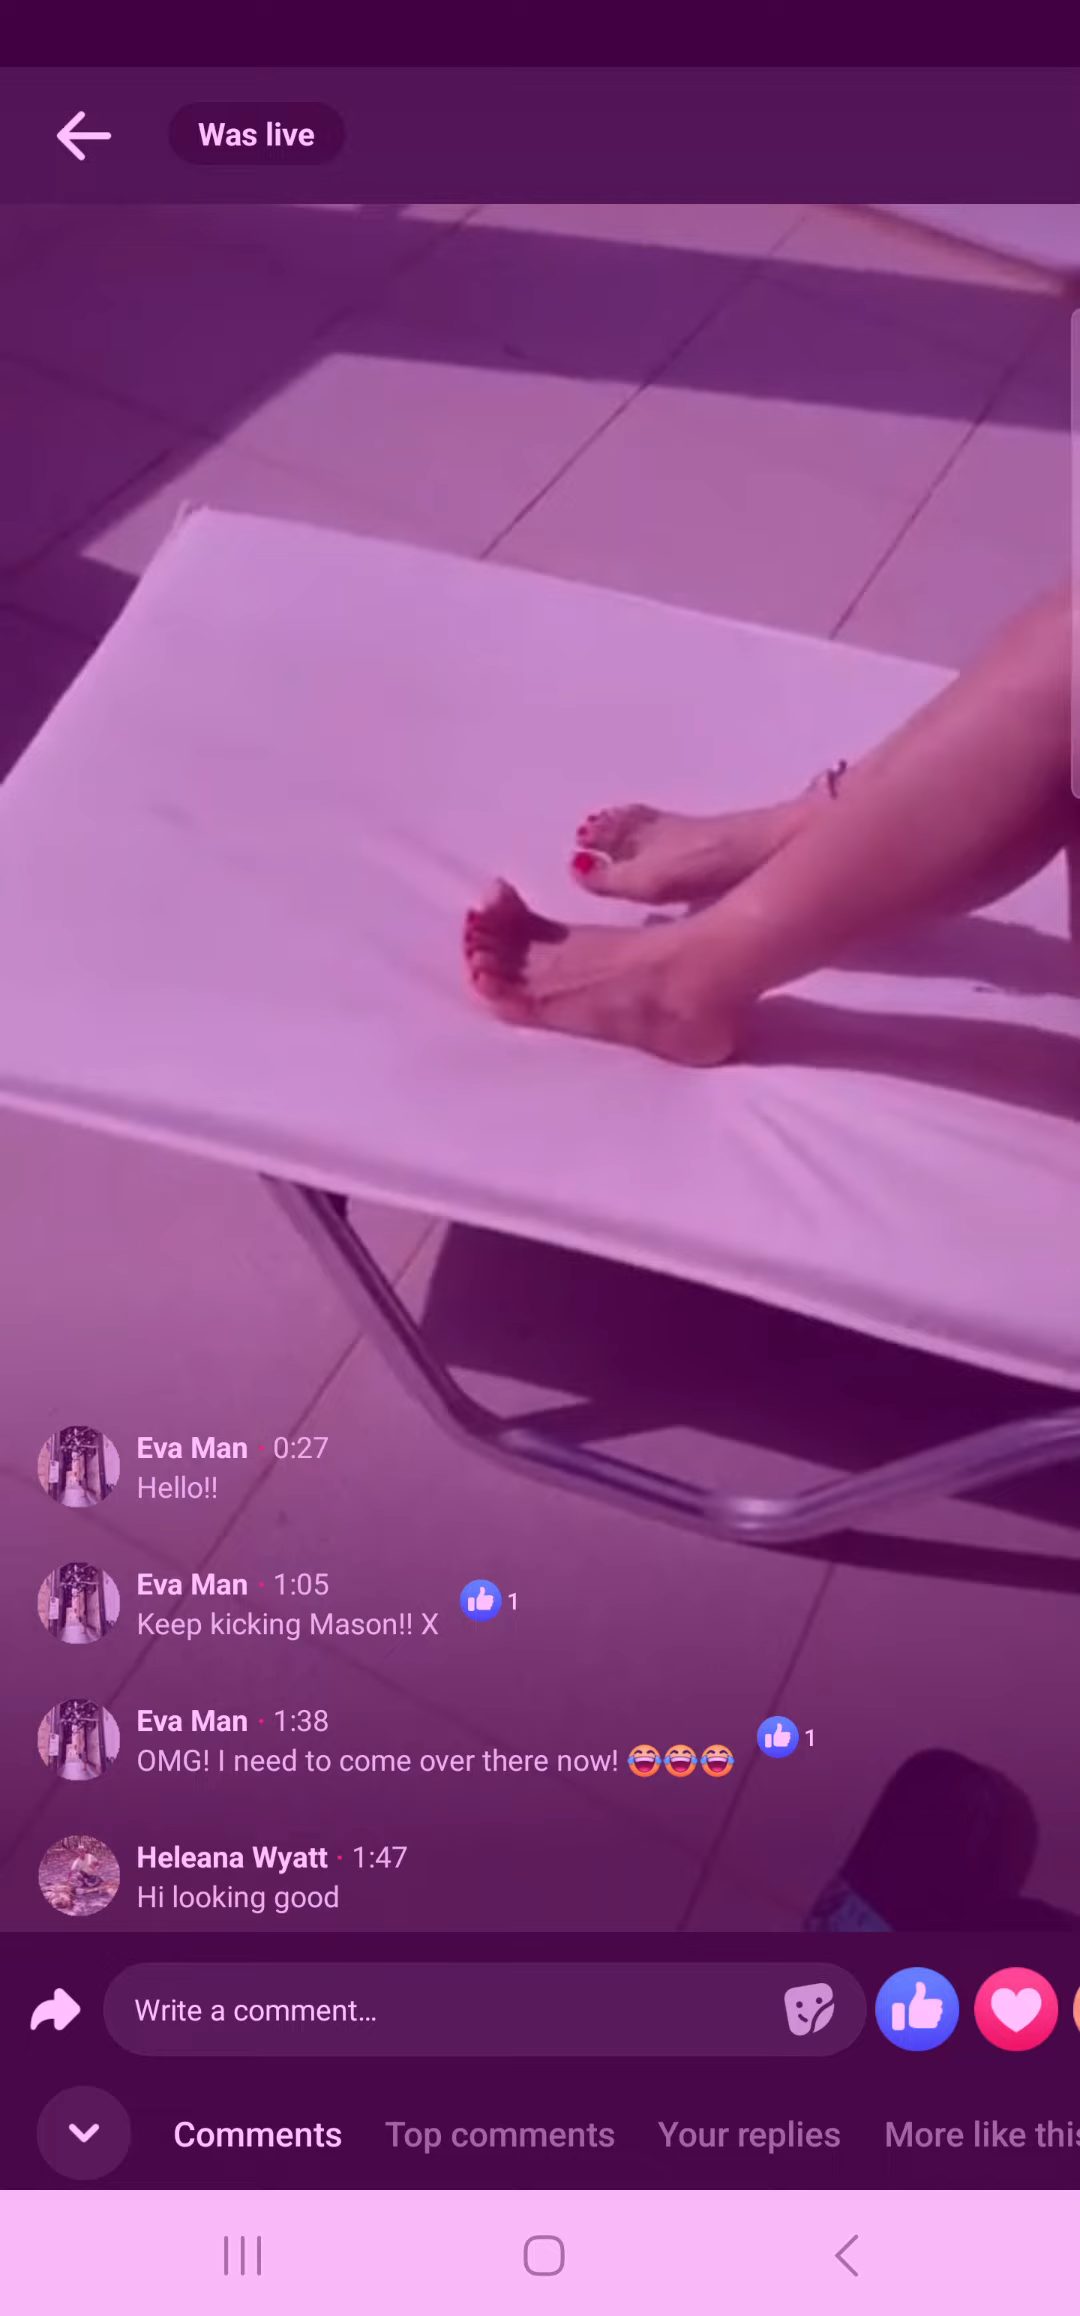 Was live
Eva Man · 0:27
Hello!!
Eva Man · 1:05
Keep kicking Mason!! X
1
Eva Man · 1:38
OMG! I need to come over there now! 😂😂😂
1
Heleana Wyatt · 1:47
Hi looking good
Write a comment...
Comments Top comments Your replies More like this